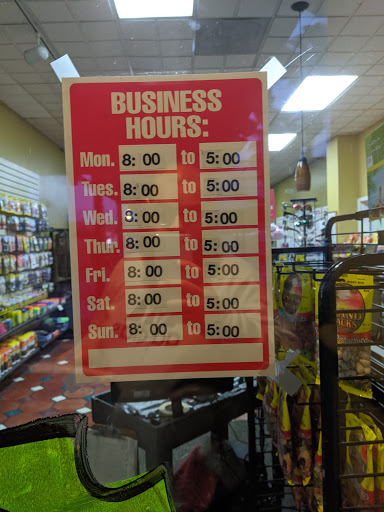 BUSINESS
HOURS:
Mon. 8:00 to 5:00
Tues. 8:00 to 5:00
Wed. 8:00 to 5:00
Thur. 8:00 to 5:00
Fri. 8:00 to 5:00
Sat. 8:00 to 5:00
Sun. 8:00 to 5:00